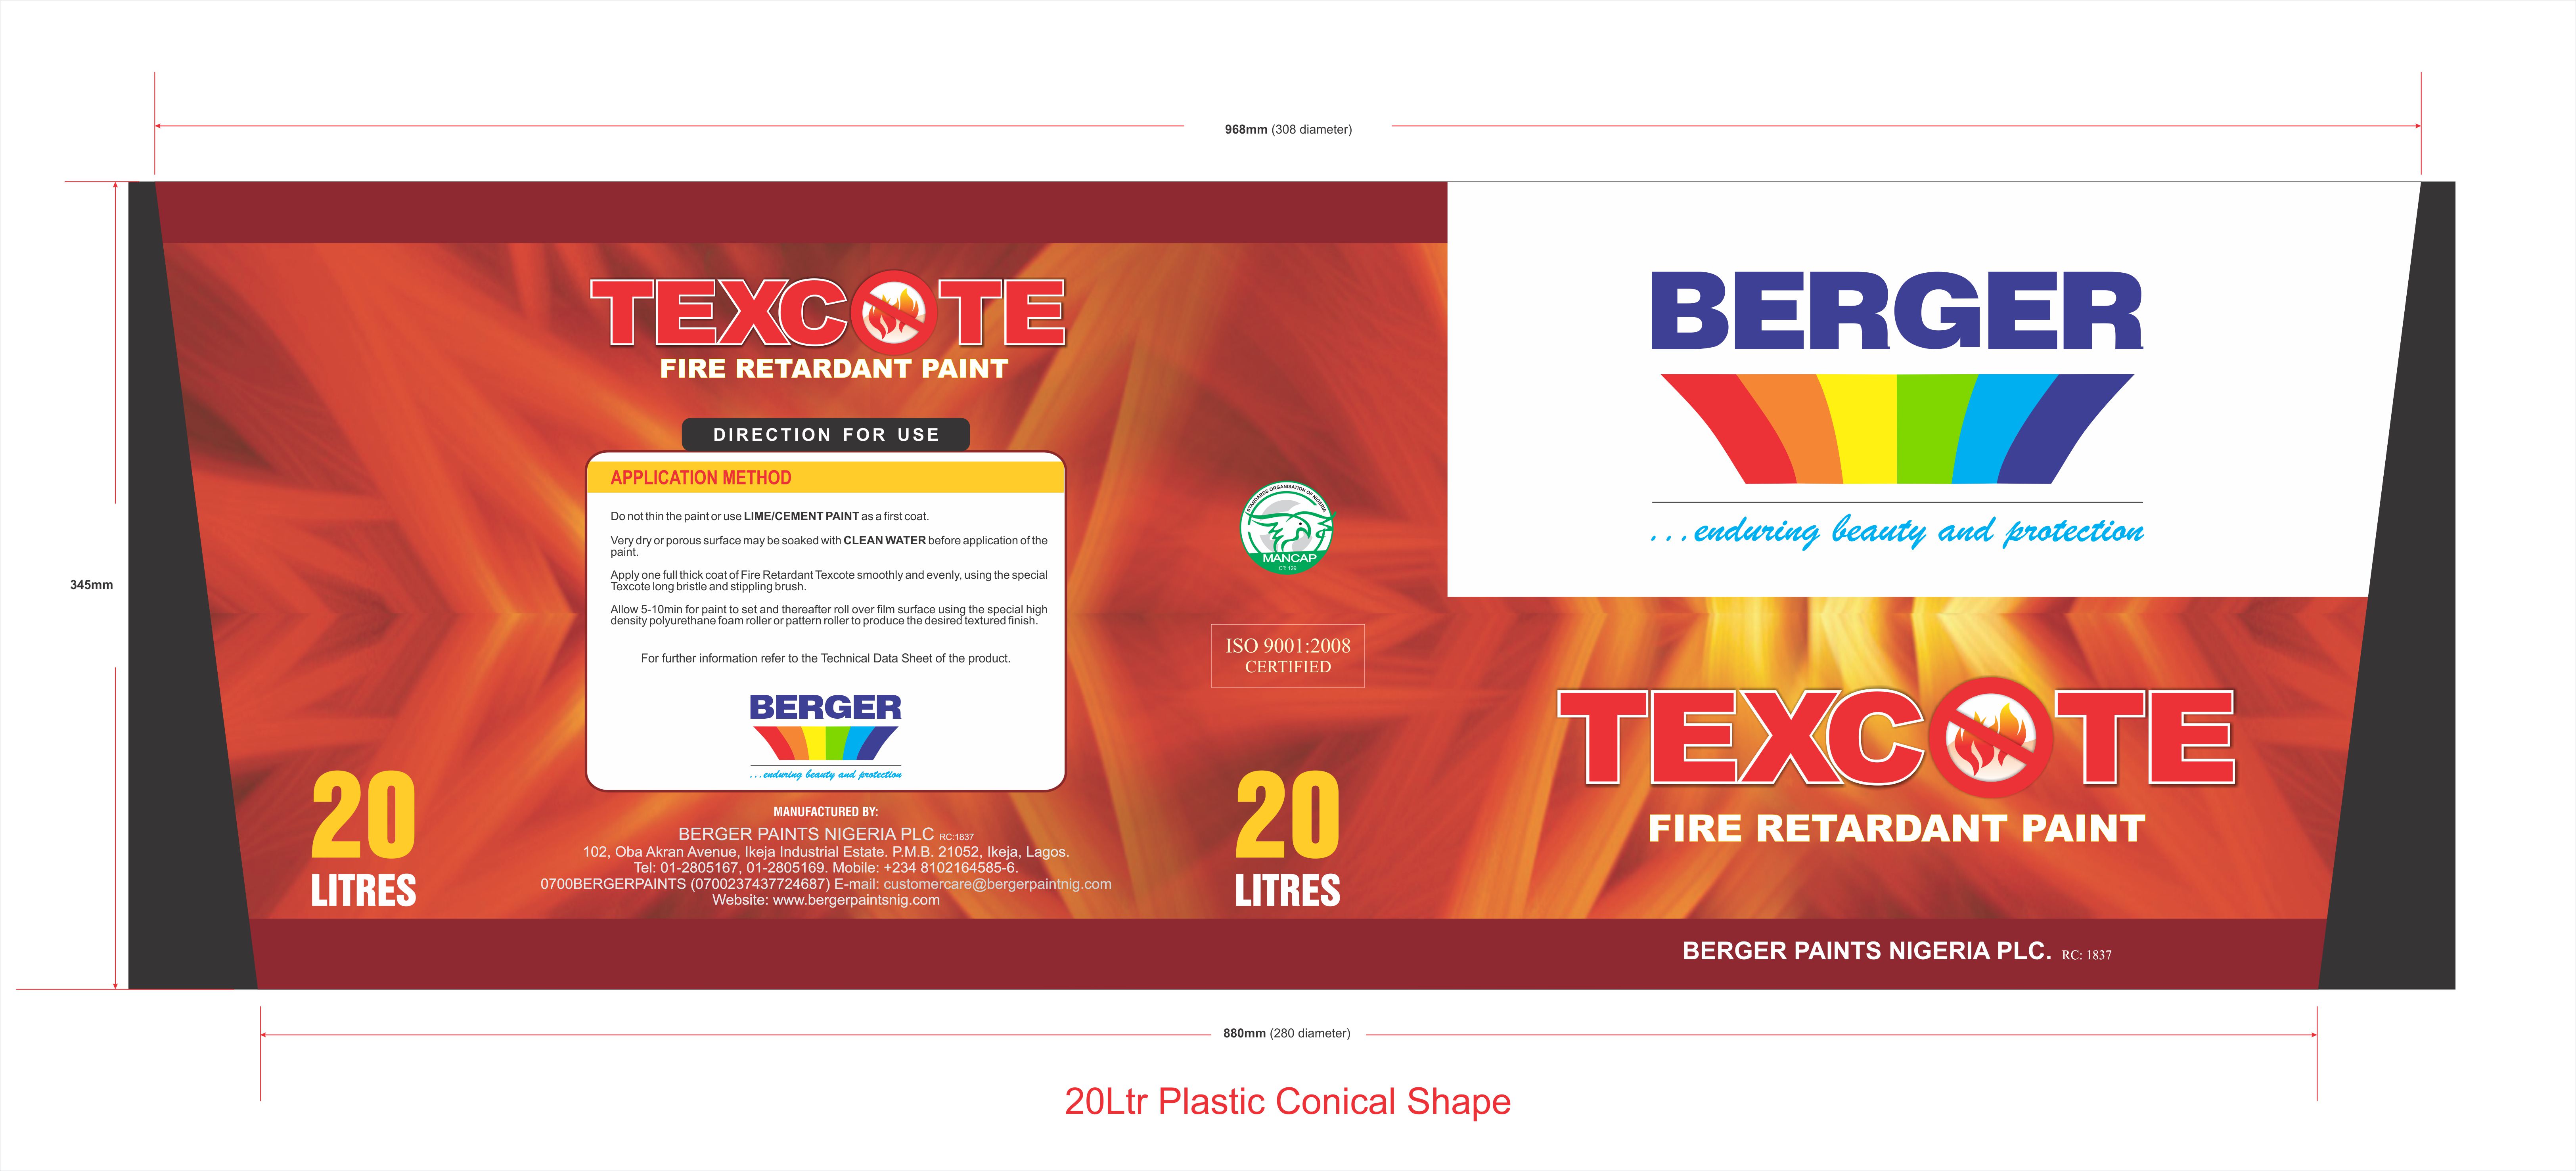 968mm (308 diameter)
TEXCOTE
FIRE RETARDANT PAINT
DIRECTION FOR USE
APPLICATION METHOD
Do not thin the paint or use LIME/CEMENT PAINT as a first coat.
Very dry or porous surface may be soaked with CLEAN WATER before application of the
paint.
Apply one full thick coat of Fire Retardant Texcote smoothly and evenly, using the special
Texcote long bristle and stippling brush.
Allow 5-10min for paint to set and thereafter roll over film surface using the special high
density polyurethane foam roller or pattern roller to produce the desired textured finish.
For further information refer to the Technical Data Sheet of the product.
BERGER
...enduring beauty and protection
MANUFACTURED BY:
BERGER PAINTS NIGERIA PLC RC:1837
102, Oba Akran Avenue, Ikeja Industrial Estate. P.M.B. 21052, Ikeja, Lagos.
Tel: 01-2805167, 01-2805169. Mobile: +234 8102164585-6.
0700BERGERPAINTS (0700237437724687) E-mail: customercare@bergerpaintnig.com
Website: www.bergerpaintsnig.com
345mm
20
LITRES
STANDARDS ORGANISATION OF NIGERIA
MANCAP
CT: 129
ISO 9001:2008
CERTIFIED
20
LITRES
BERGER
...enduring beauty and protection
TEXCOTE
FIRE RETARDANT PAINT
BERGER PAINTS NIGERIA PLC. RC: 1837
880mm (280 diameter)
20Ltr Plastic Conical Shape